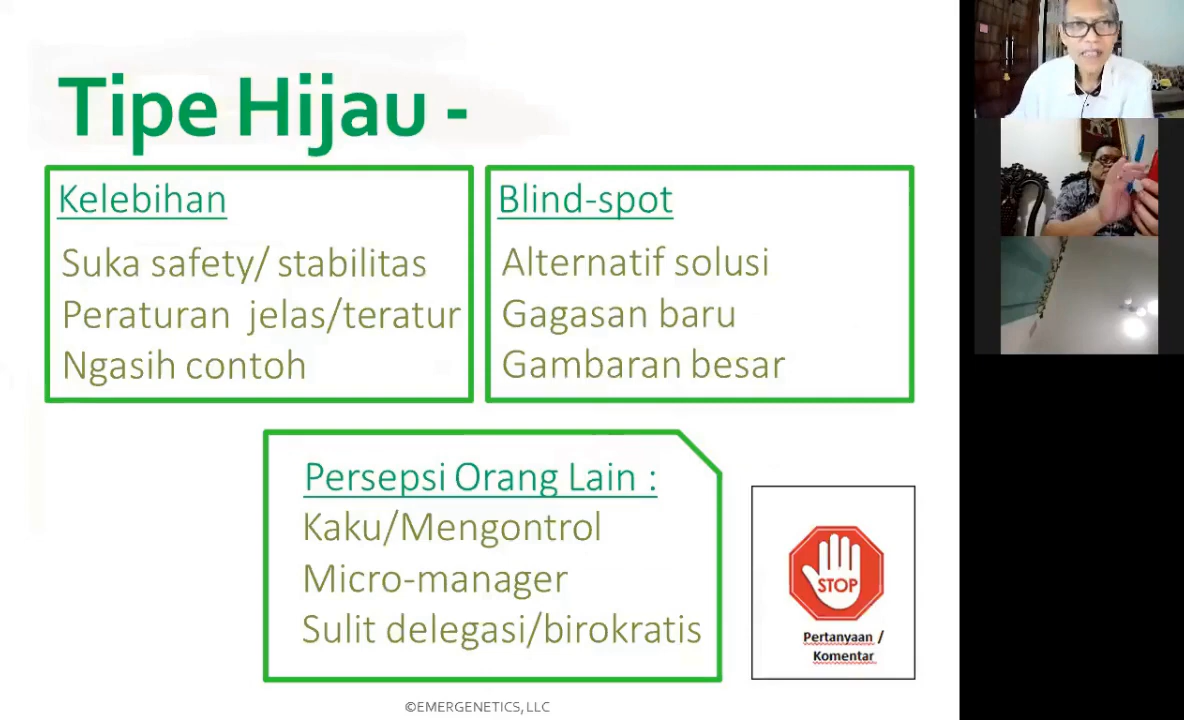 Tipe Hijau -
Kelebihan
Suka safety/ stabilitas
Peraturan jelas/teratur
Ngasih contoh
Blind-spot
Alternatif solusi
Gagasan baru
Gambaran besar
Persepsi Orang Lain :
Kaku/Mengontrol
Micro-manager
Sulit delegasi/birokratis
STOP
Pertanyaan /
Komentar
©EMERGENETICS, LLC